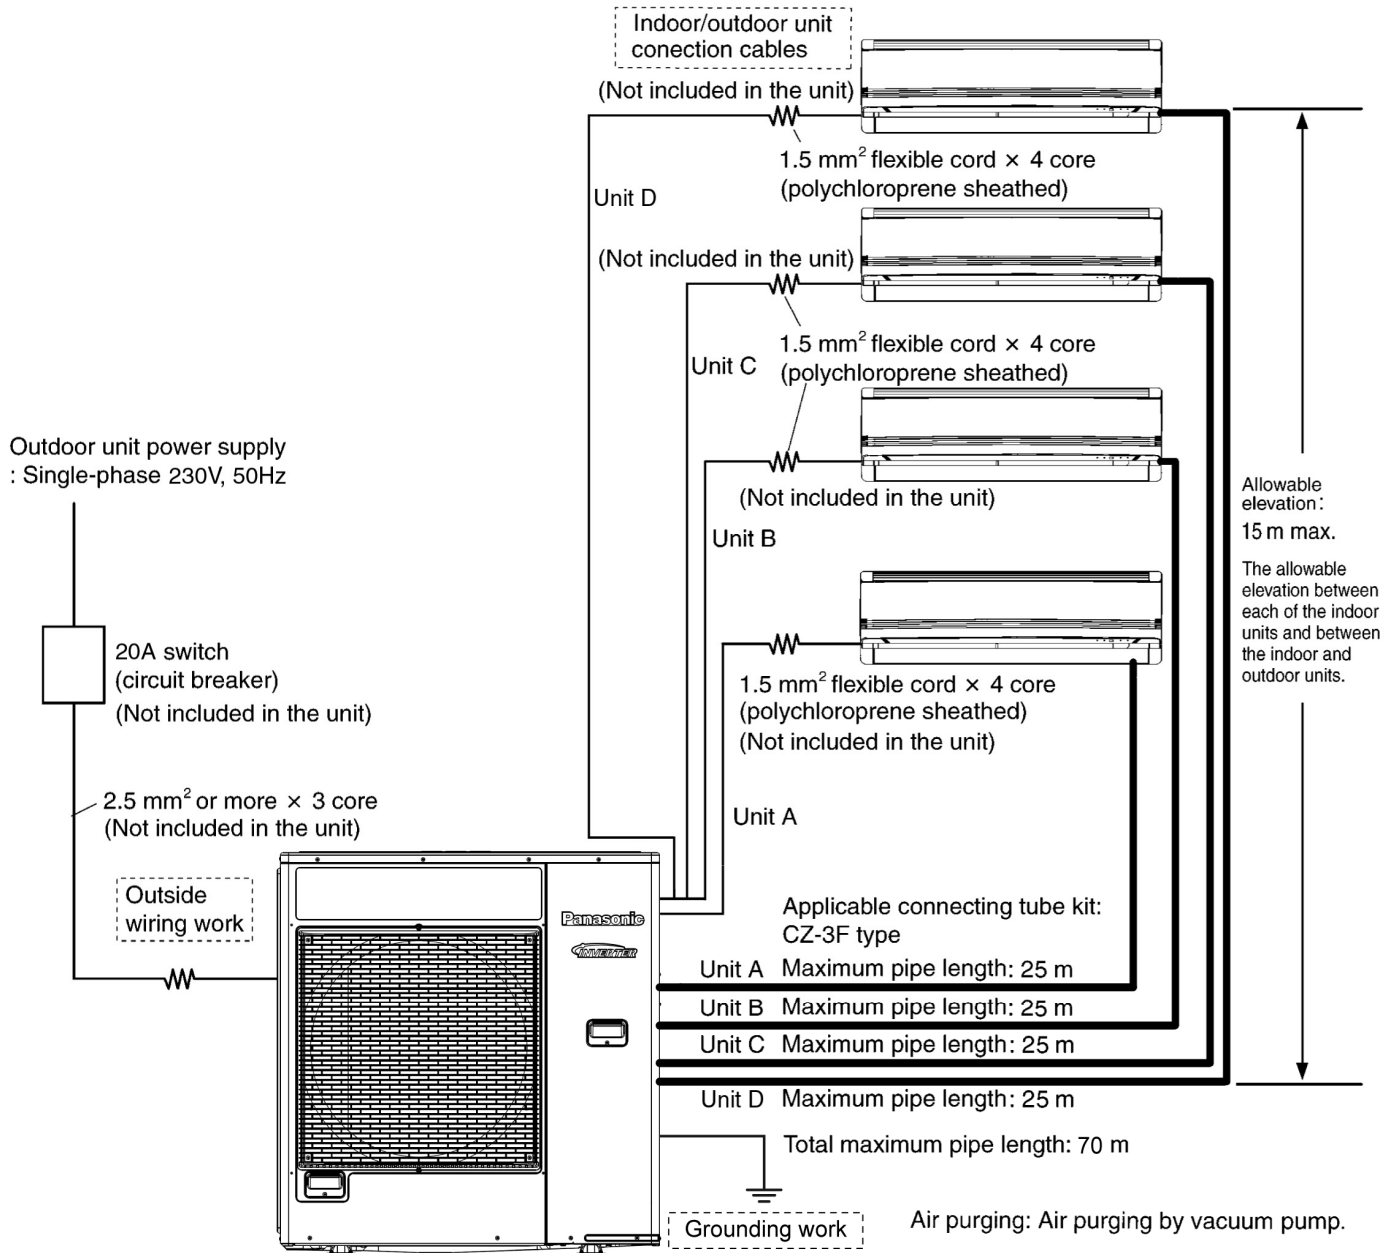 Indoor/outdoor unit
conection cables
(Not included in the unit)
1.5 mm² flexible cord × 4 core
(polychloroprene sheathed)
Unit D
(Not included in the unit)
1.5 mm² flexible cord × 4 core
(polychloroprene sheathed)
Unit C
(Not included in the unit)
Unit B
Outdoor unit power supply
: Single-phase 230V, 50Hz
Allowable
elevation:
15 m max.
The allowable
elevation between
each of the indoor
units and between
the indoor and
outdoor units.
20A switch
(circuit breaker)
(Not included in the unit)
1.5 mm² flexible cord × 4 core
(polychloroprene sheathed)
(Not included in the unit)
2.5 mm² or more × 3 core
(Not included in the unit)
Unit A
Outside
wiring work
Panasonic
INVERTER
Applicable connecting tube kit:
CZ-3F type
Unit A Maximum pipe length: 25 m
Unit B Maximum pipe length: 25 m
Unit C Maximum pipe length: 25 m
Unit D Maximum pipe length: 25 m
Total maximum pipe length: 70 m
Grounding work
Air purging: Air purging by vacuum pump.